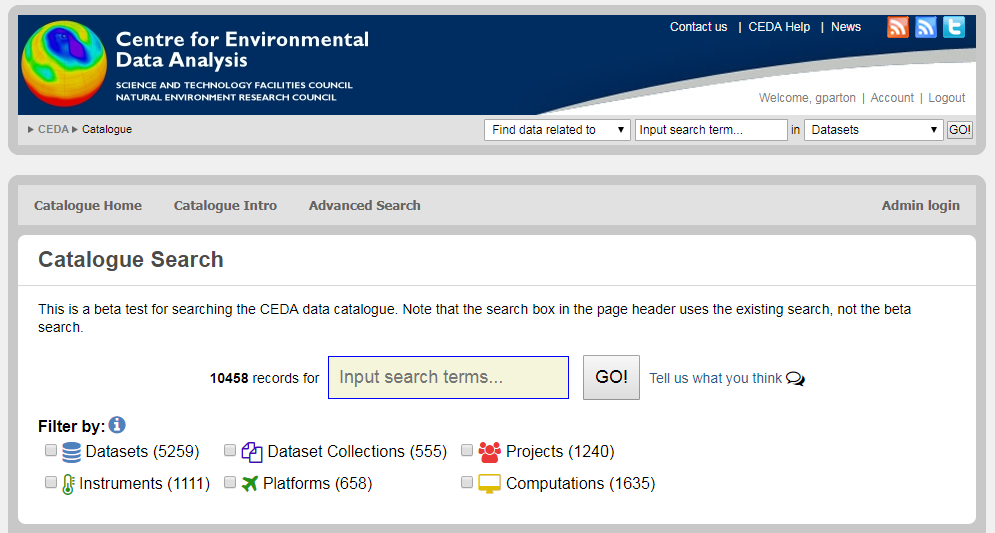 Centre for Environmental
Data Analysis
SCIENCE AND TECHNOLOGY FACILITIES COUNCIL
NATURAL ENVIRONMENT RESEARCH COUNCIL
Contact us | CEDA Help | News
Welcome, gparton | Account | Logout
CEDA Catalogue
Find data related to Input search term... in Datasets GO!
Catalogue Home Catalogue Intro Advanced Search Admin login
Catalogue Search
This is a beta test for searching the CEDA data catalogue. Note that the search box in the page header uses the existing search, not the beta
search.
10458 records for Input search terms... GO! Tell us what you think
Filter by:
Datasets (5259) Dataset Collections (555) Projects (1240)
Instruments (1111) Platforms (658) Computations (1635)